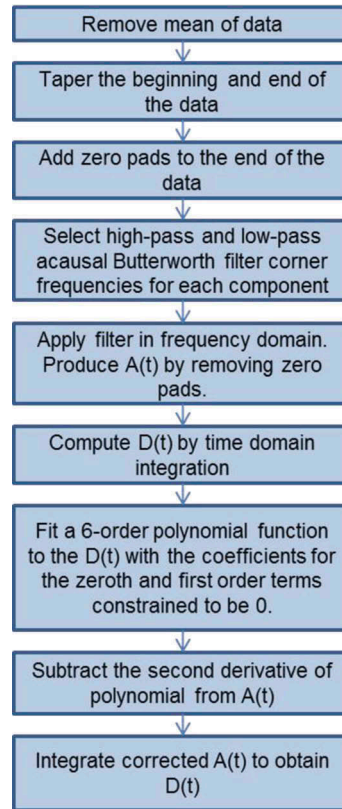 Remove mean of data
Taper the beginning and end of
the data
Add zero pads to the end of the
data
Select high-pass and low-pass
acausal Butterworth filter corner
frequencies for each component
Apply filter in frequency domain.
Produce A(t) by removing zero
pads.
Compute D(t) by time domain
integration
Fit a 6-order polynomial function
to the D(t) with the coefficients for
the zeroth and first order terms
constrained to be 0.
Subtract the second derivative of
polynomial from A(t)
Integrate corrected A(t) to obtain
D(t)